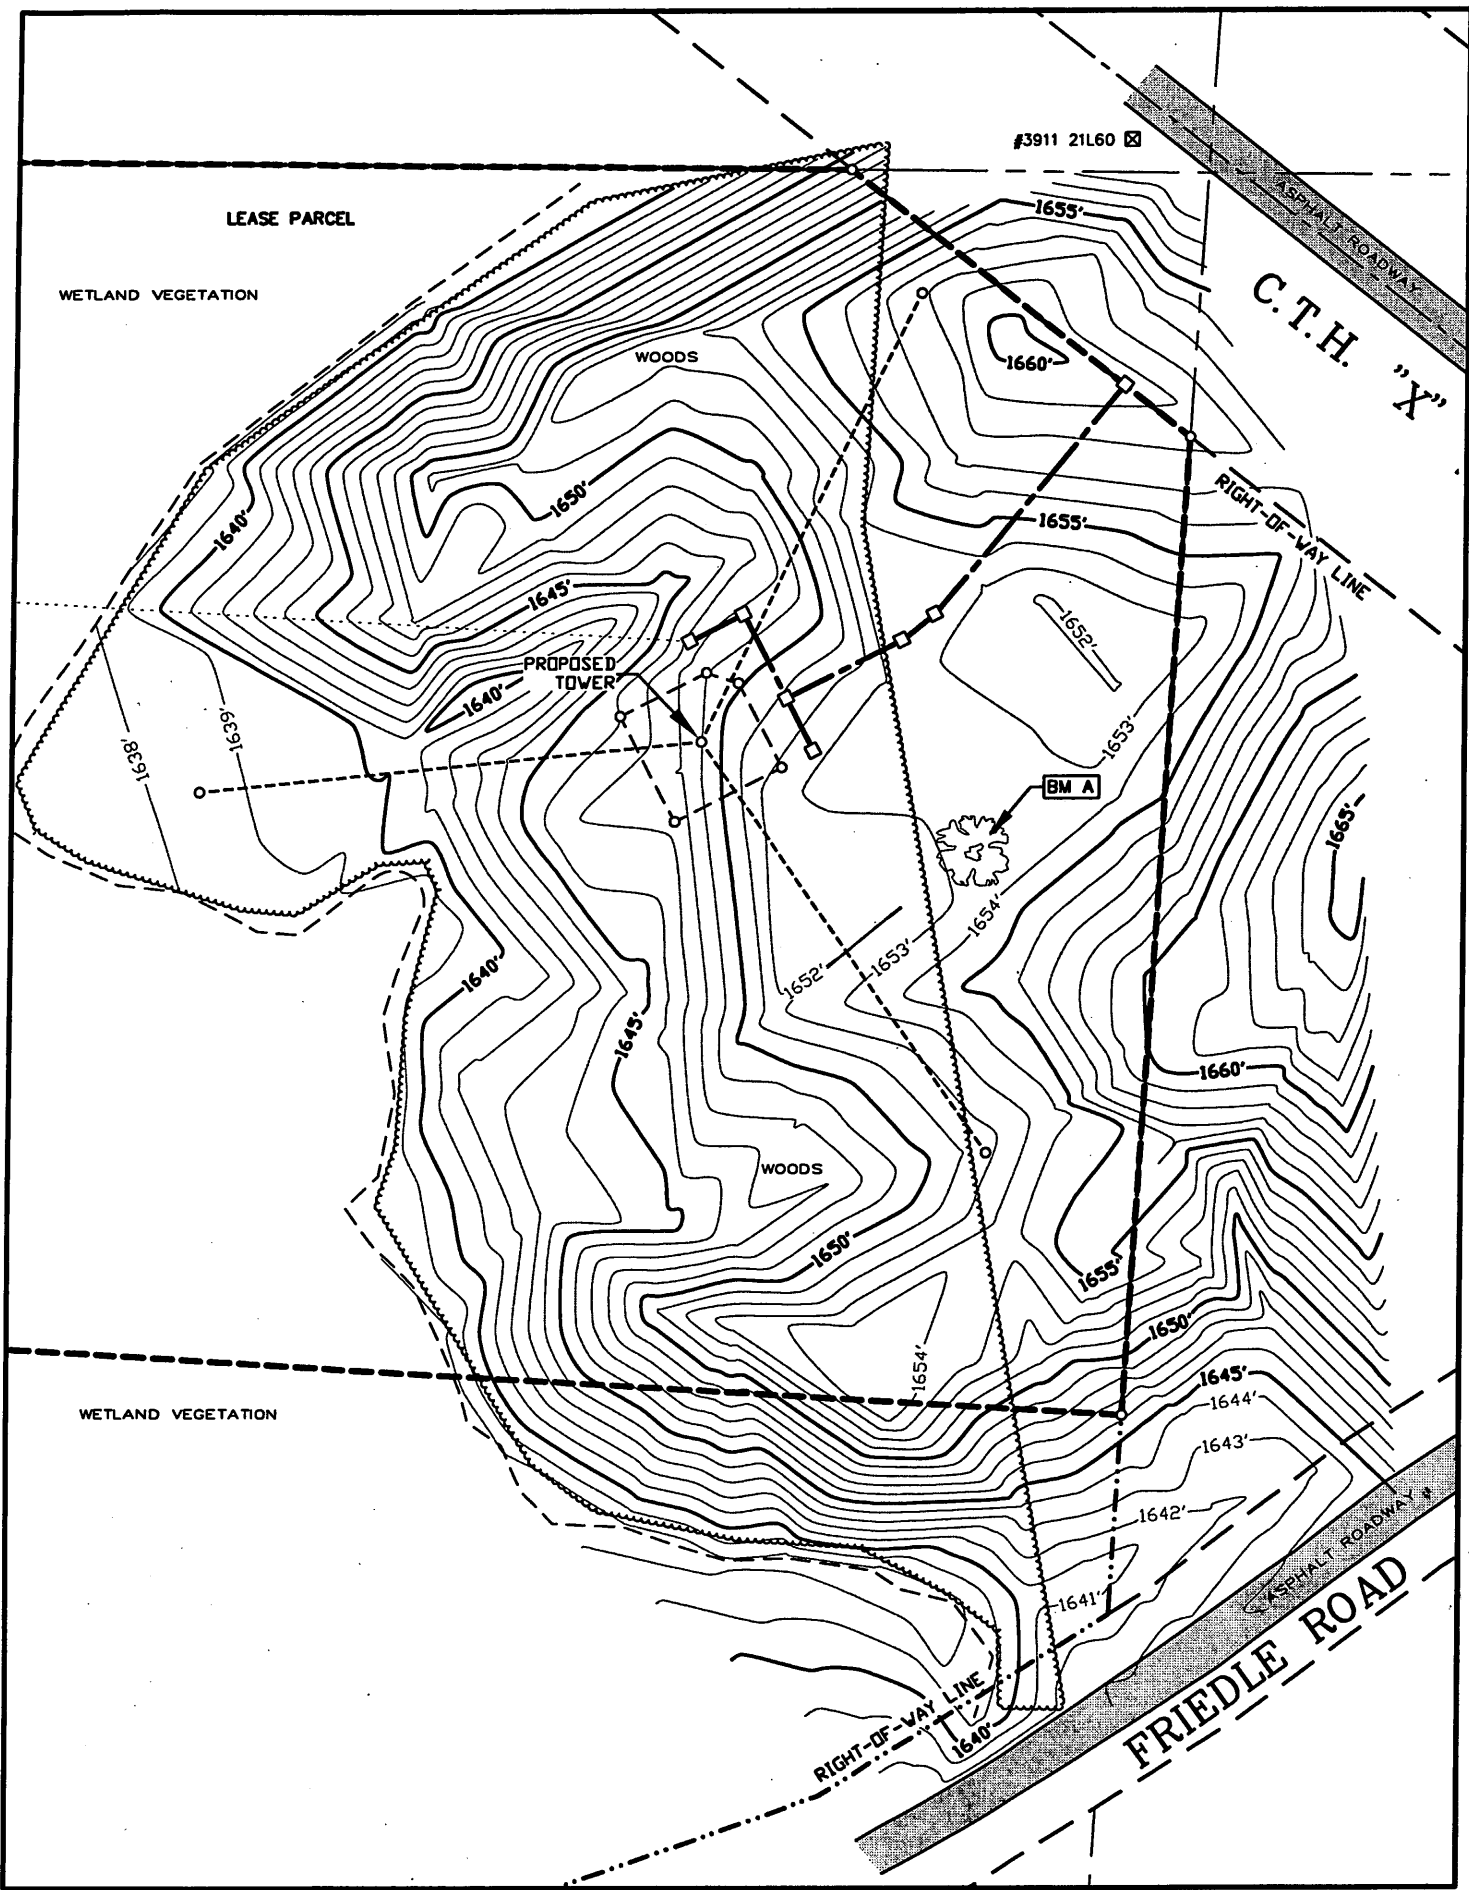 #3911 21L60
ASPHALT ROADWAY
C.T.H. "X"
LEASE PARCEL
1655'
WETLAND VEGETATION
WOODS
1660'
1650'
RIGHT-OF-WAY LINE
1640'
1655'
1645'
1652'
PROPOSED
TOWER
1640'
1639'
1638'
1653'
BM A
1665'
1654'
1653'
1652'
1640'
1645'
1660'
WOODS
1650'
1655'
1650'
1654'
1645'
1644'
WETLAND VEGETATION
1643'
1642'
ASPHALT ROADWAY
1641'
FRIEDLE ROAD
RIGHT-OF-WAY LINE
1640'